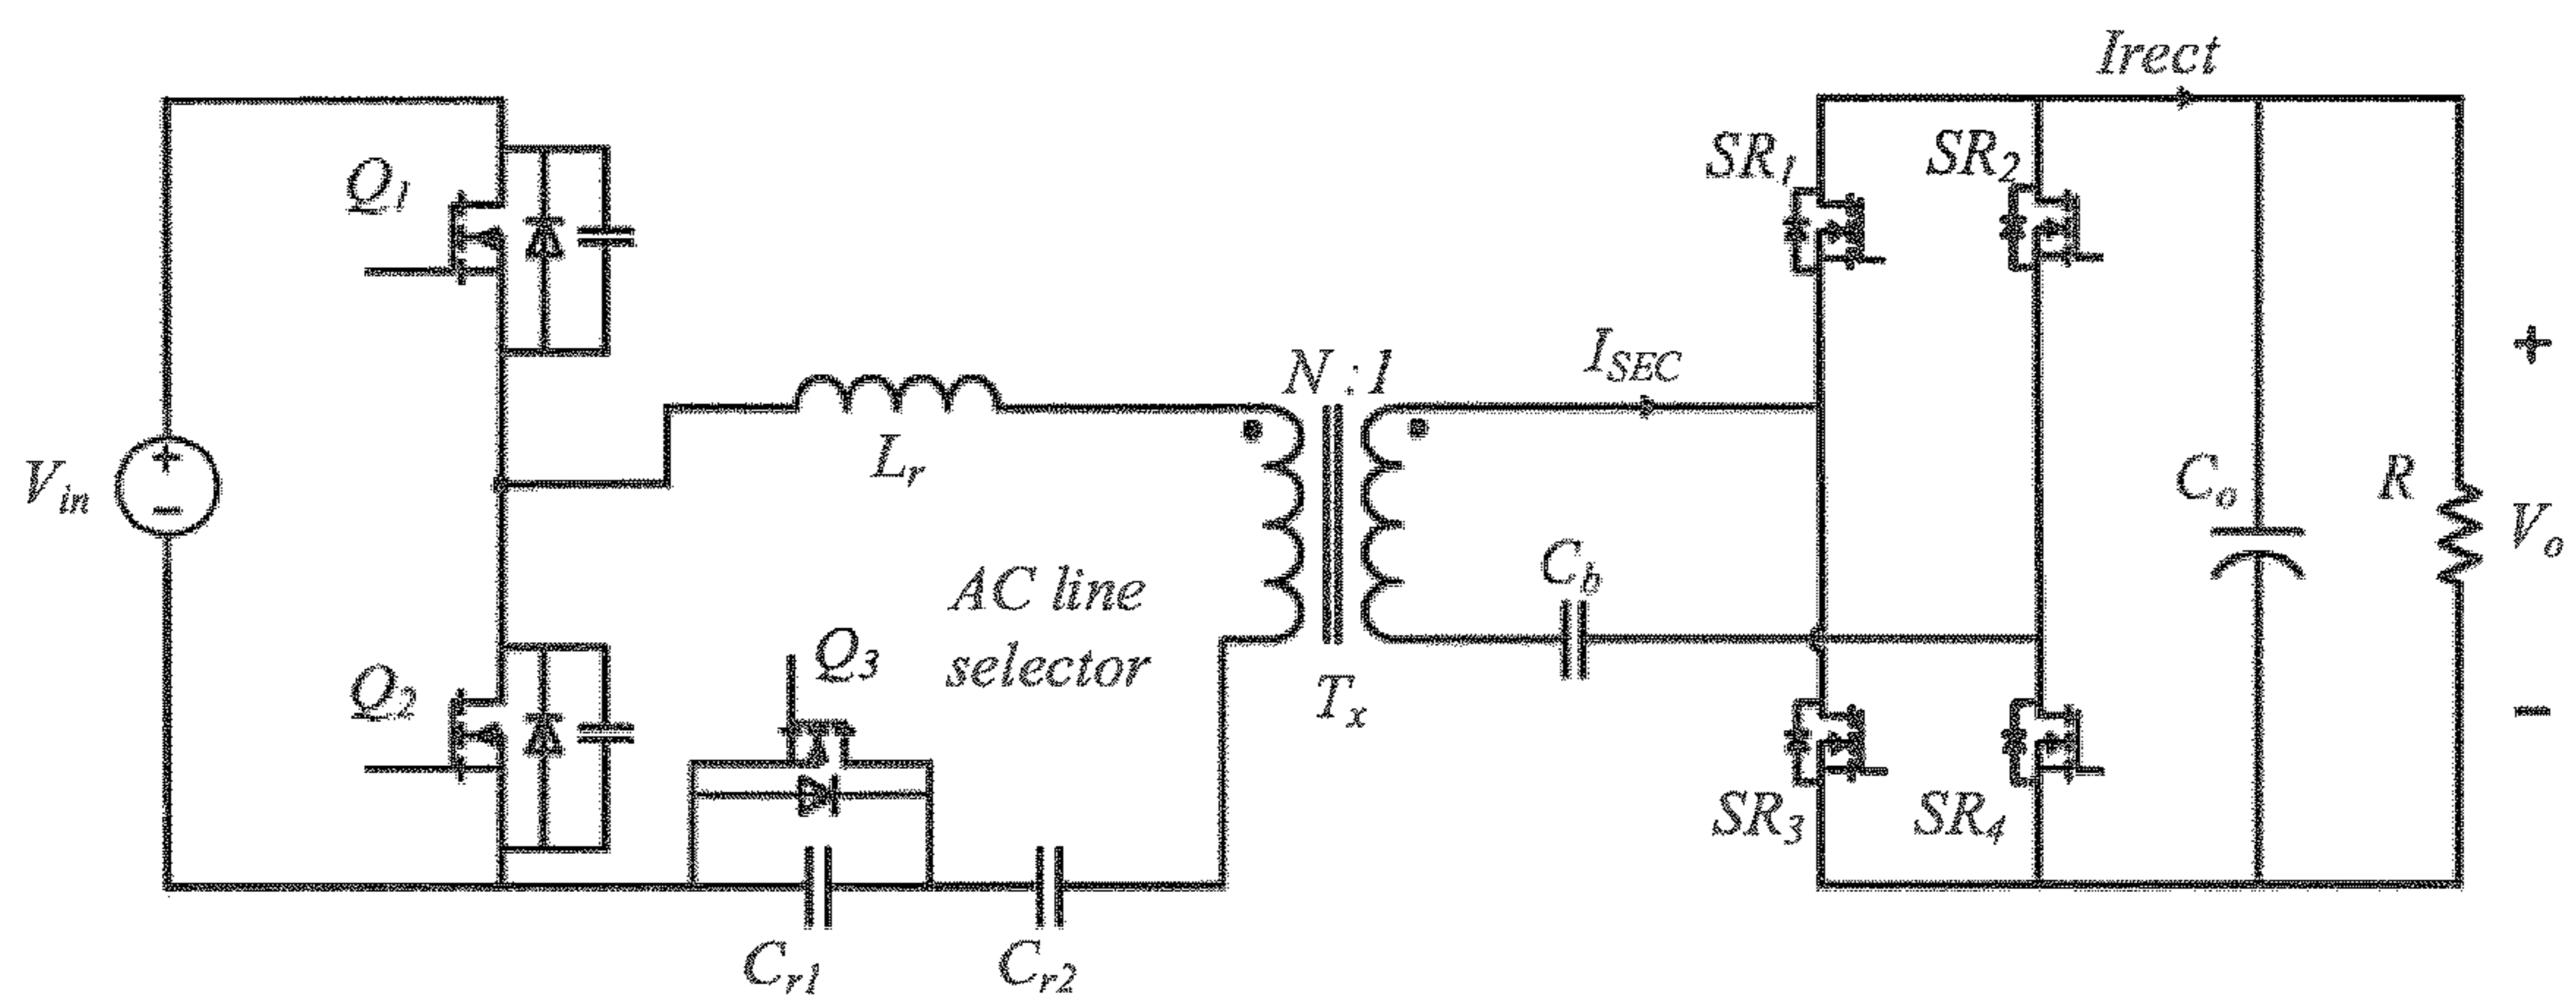 Irect
SR1
SR2
Q1
N:1
ISEC
+
Vin
Lr
Co
R
Vo
Cb
AC line
selector
Q3
Q2
Tx
−
SR3
SR4
Cr1
Cr2